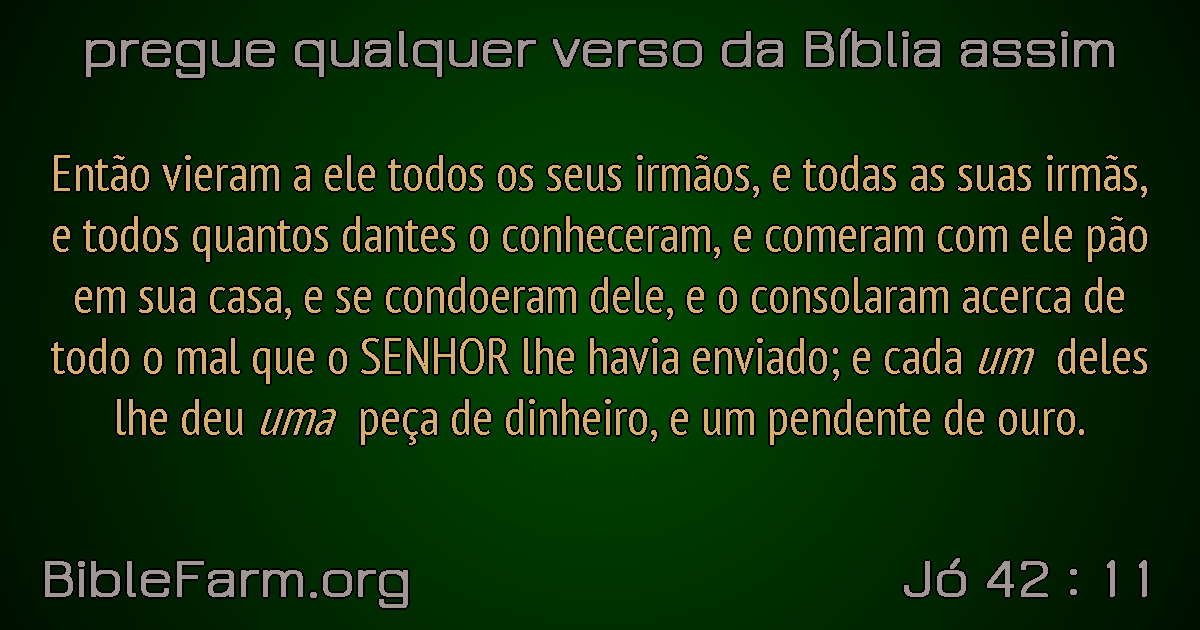 pregue qualquer verso da Bíblia assim
Então vieram a ele todos os seus irmãos, e todas as suas irmãs,
e todos quantos dantes o conheceram, e comeram com ele pão
em sua casa, e se condoeram dele, e o consolaram acerca de
todo o mal que o SENHOR lhe havia enviado; e cada um deles
lhe deu uma peça de dinheiro, e um pendente de ouro.
BibleFarm.org
Jó 42 : 11